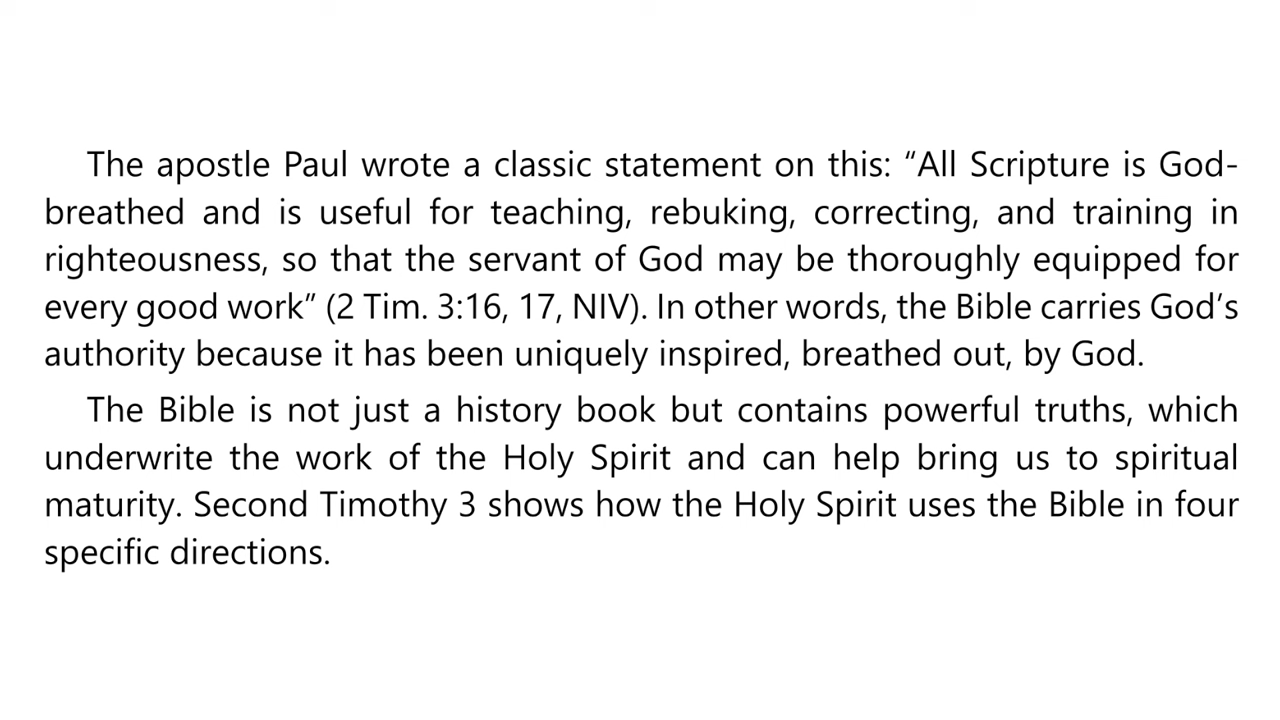 The apostle Paul wrote a classic statement on this: “All Scripture is God-
breathed and is useful for teaching, rebuking, correcting, and training in
righteousness, so that the servant of God may be thoroughly equipped for
every good work” (2 Tim. 3:16, 17, NIV). In other words, the Bible carries God’s
authority because it has been uniquely inspired, breathed out, by God.
The Bible is not just a history book but contains powerful truths, which
underwrite the work of the Holy Spirit and can help bring us to spiritual
maturity. Second Timothy 3 shows how the Holy Spirit uses the Bible in four
specific directions.